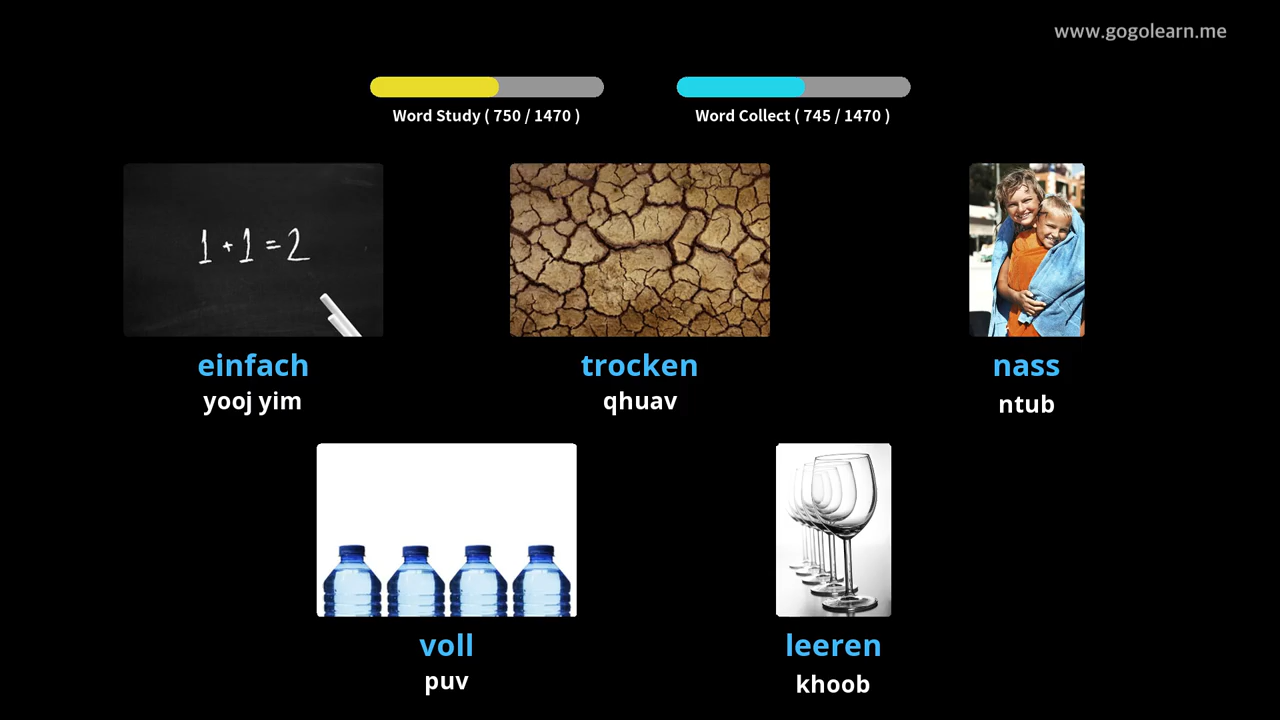 www.gogolearn.me
Word Study ( 750 / 1470 )
Word Collect ( 745 / 1470 )
1 + 1 = 2
einfach
yooj yim
trocken
qhuav
nass
ntub
voll
puv
leeren
khoob